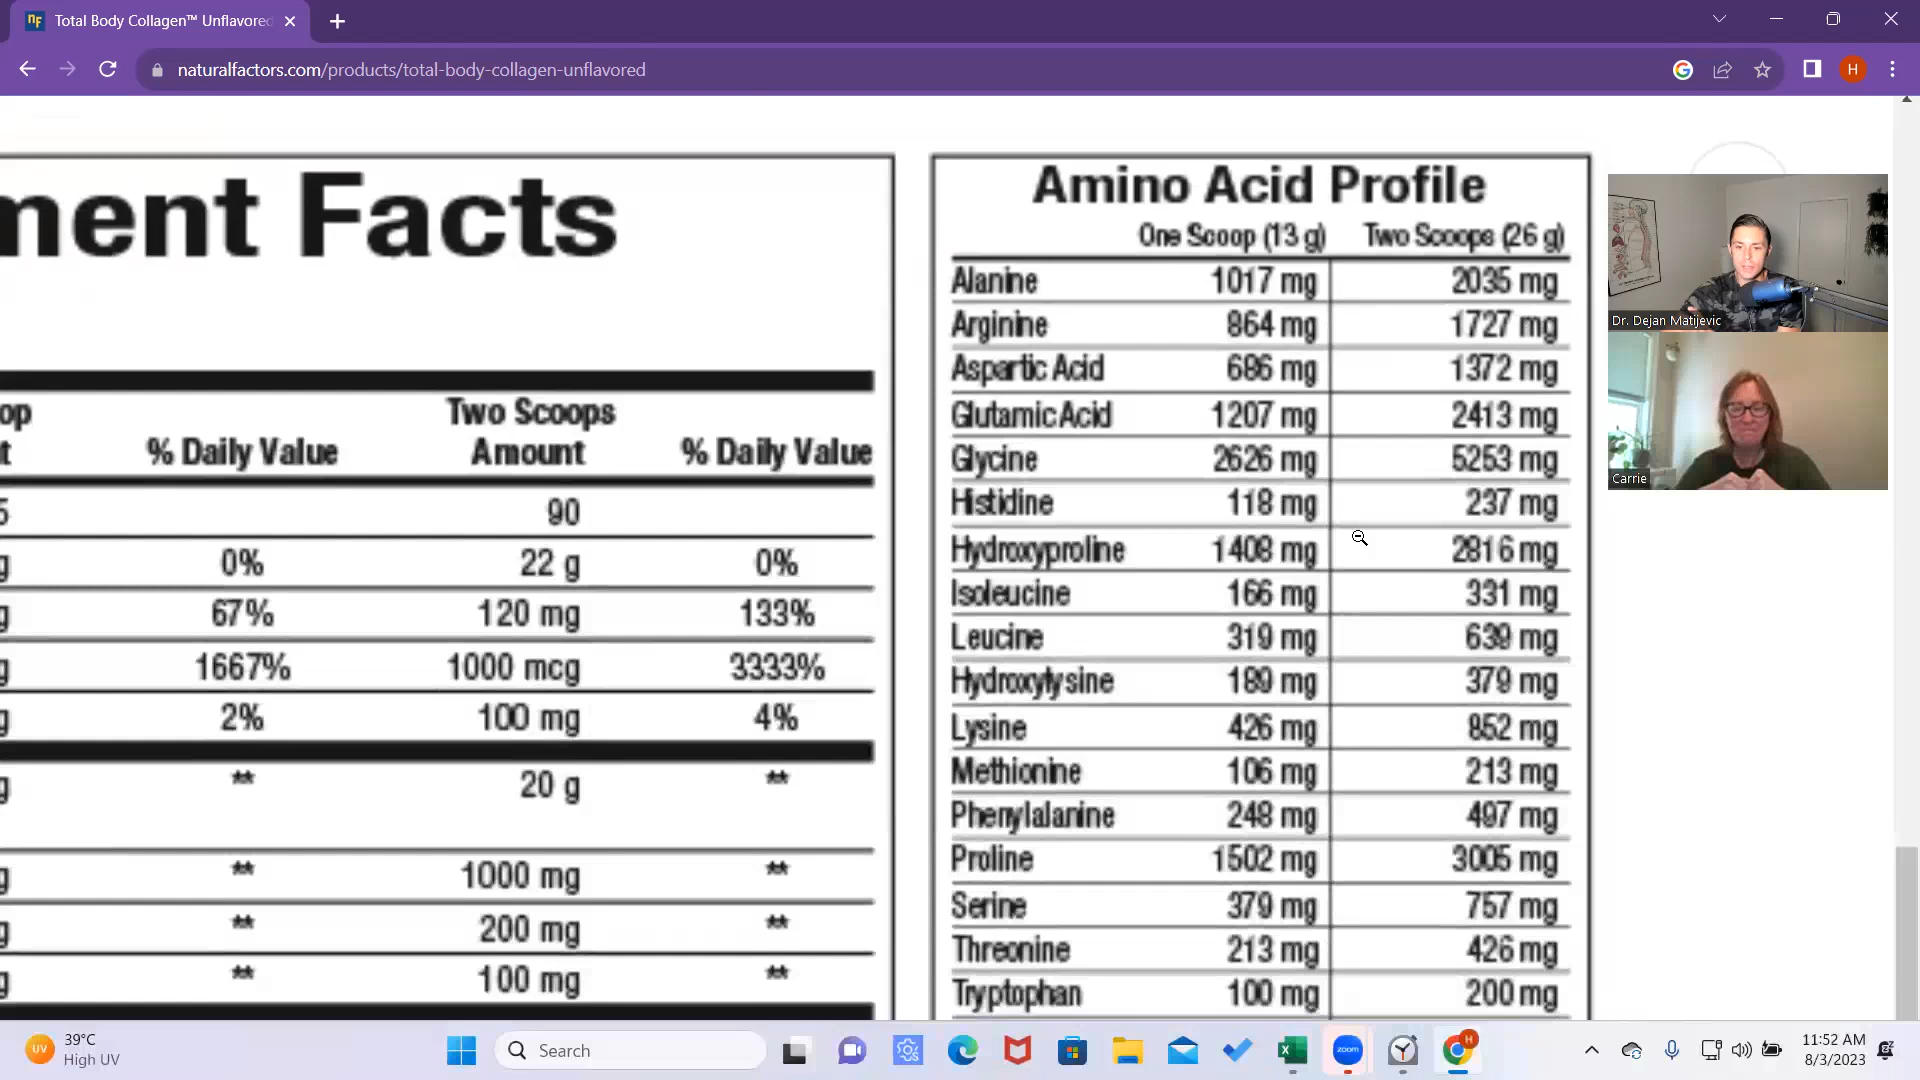 Total Body Collagen™ Unflavored
naturalfactors.com/products/total-body-collagen-unflavored
ment Facts
op
t
% Daily Value
Two Scoops
Amount
% Daily Value
5 90
g 0% 22 g 0%
g 67% 120 mg 133%
g 1667% 1000 mcg 3333%
g 2% 100 mg 4%
g ** 20 g **
g ** 1000 mg **
g ** 200 mg **
g ** 100 mg **
Amino Acid Profile
One Scoop (13 g) Two Scoops (26 g)
Alanine 1017 mg 2035 mg
Arginine 864 mg 1727 mg
Aspartic Acid 686 mg 1372 mg
Glutamic Acid 1207 mg 2413 mg
Glycine 2626 mg 5253 mg
Histidine 118 mg 237 mg
Hydroxyproline 1408 mg 2816 mg
Isoleucine 166 mg 331 mg
Leucine 319 mg 639 mg
Hydroxylysine 189 mg 379 mg
Lysine 426 mg 852 mg
Methionine 106 mg 213 mg
Phenylalanine 248 mg 497 mg
Proline 1502 mg 3005 mg
Serine 379 mg 757 mg
Threonine 213 mg 426 mg
Tryptophan 100 mg 200 mg
Dr. Dejan Matijevic
Carrie
H
UV
39°C
High UV
Search
zoom
H
11:52 AM
8/3/2023